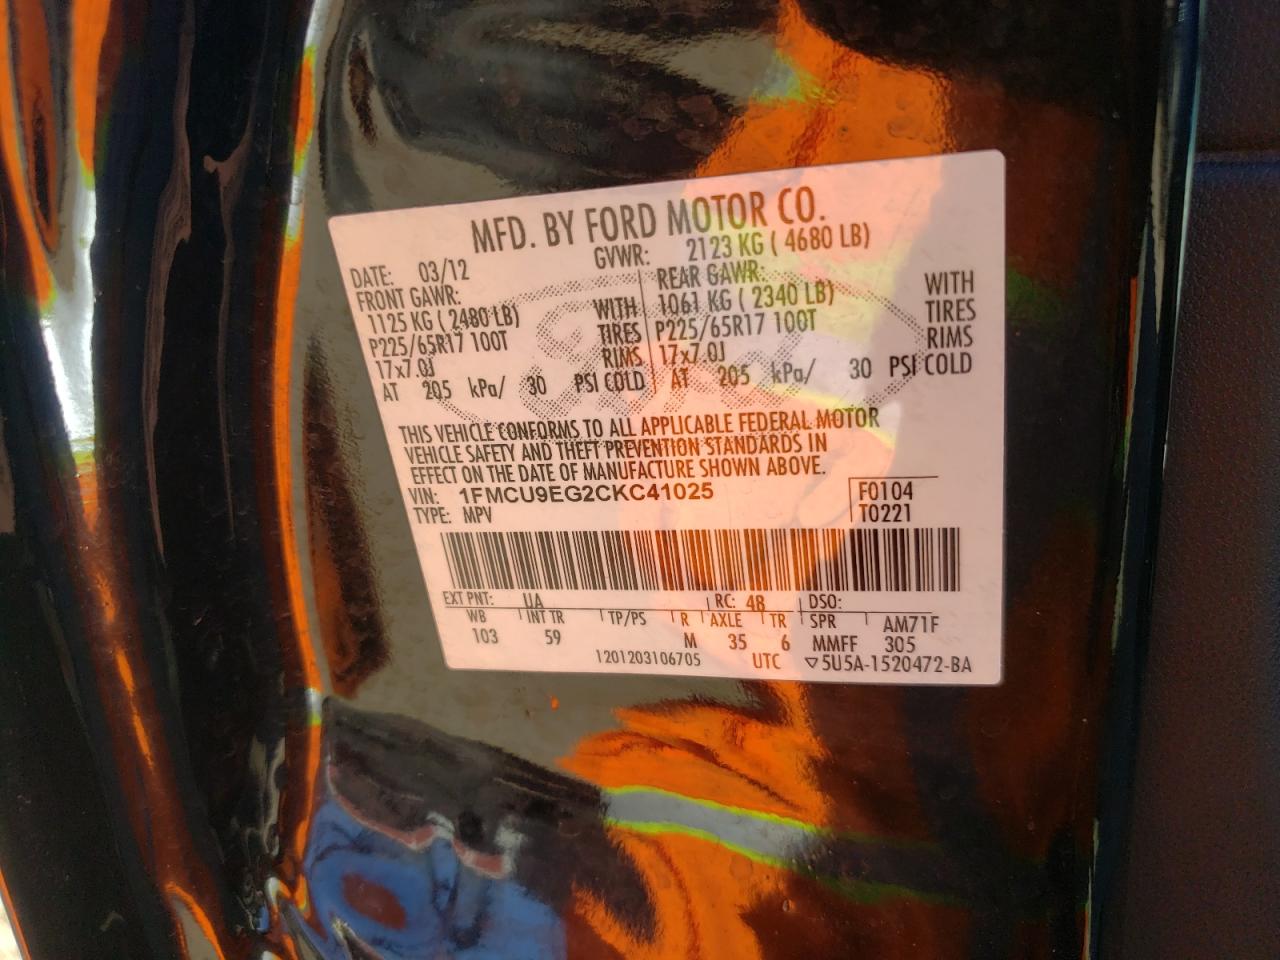 MFD. BY FORD MOTOR CO.
DATE: 03/12 GVWR: 2123 KG ( 4680 LB)
FRONT GAWR: REAR GAWR:
1125 KG ( 2480 LB) WITH 1061 KG ( 2340 LB) WITH
P225/65R17 100T TIRES P225/65R17 100T TIRES
17x7.0J RIMS 17x7.0J RIMS
AT 205 kPa/ 30 PSI COLD AT 205 kPa/ 30 PSI COLD
Ford
THIS VEHICLE CONFORMS TO ALL APPLICABLE FEDERAL MOTOR
VEHICLE SAFETY AND THEFT PREVENTION STANDARDS IN
EFFECT ON THE DATE OF MANUFACTURE SHOWN ABOVE.
VIN: 1FMCU9EG2CKC41025 F0104
TYPE: MPV T0221
EXT PNT: UA RC: 48 DSO:
WB INT TR TP/PS R AXLE TR SPR AM71F
103 59 M 35 6 MMFF 305
1201203106705 UTC ▽5U5A-1520472-BA